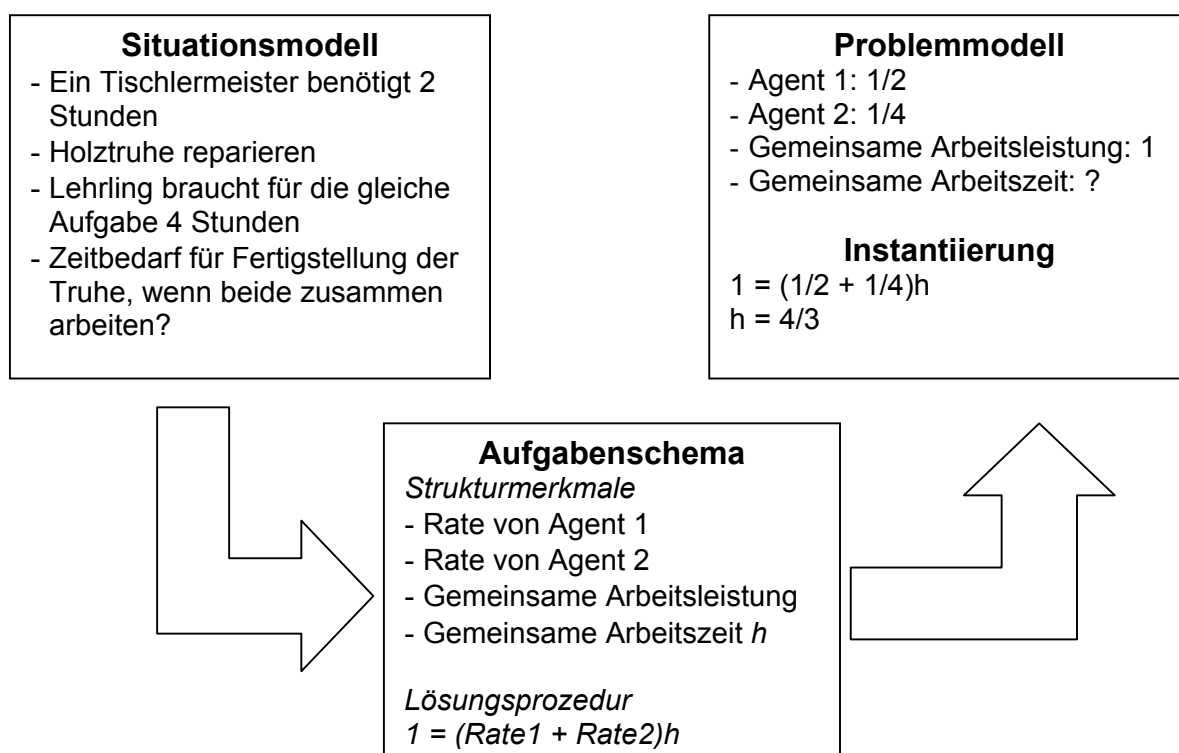 Situationsmodell
- Ein Tischlermeister benötigt 2
Stunden
- Holztruhe reparieren
- Lehrling braucht für die gleiche
Aufgabe 4 Stunden
- Zeitbedarf für Fertigstellung der
Truhe, wenn beide zusammen
arbeiten?
Problemmodell
- Agent 1: 1/2
- Agent 2: 1/4
- Gemeinsame Arbeitsleistung: 1
- Gemeinsame Arbeitszeit: ?
Instantiierung
1 = (1/2 + 1/4)h
h = 4/3
Aufgabenschema
Strukturmerkmale
- Rate von Agent 1
- Rate von Agent 2
- Gemeinsame Arbeitsleistung
- Gemeinsame Arbeitszeit h
Lösungsprozedur
1 = (Rate1 + Rate2)h